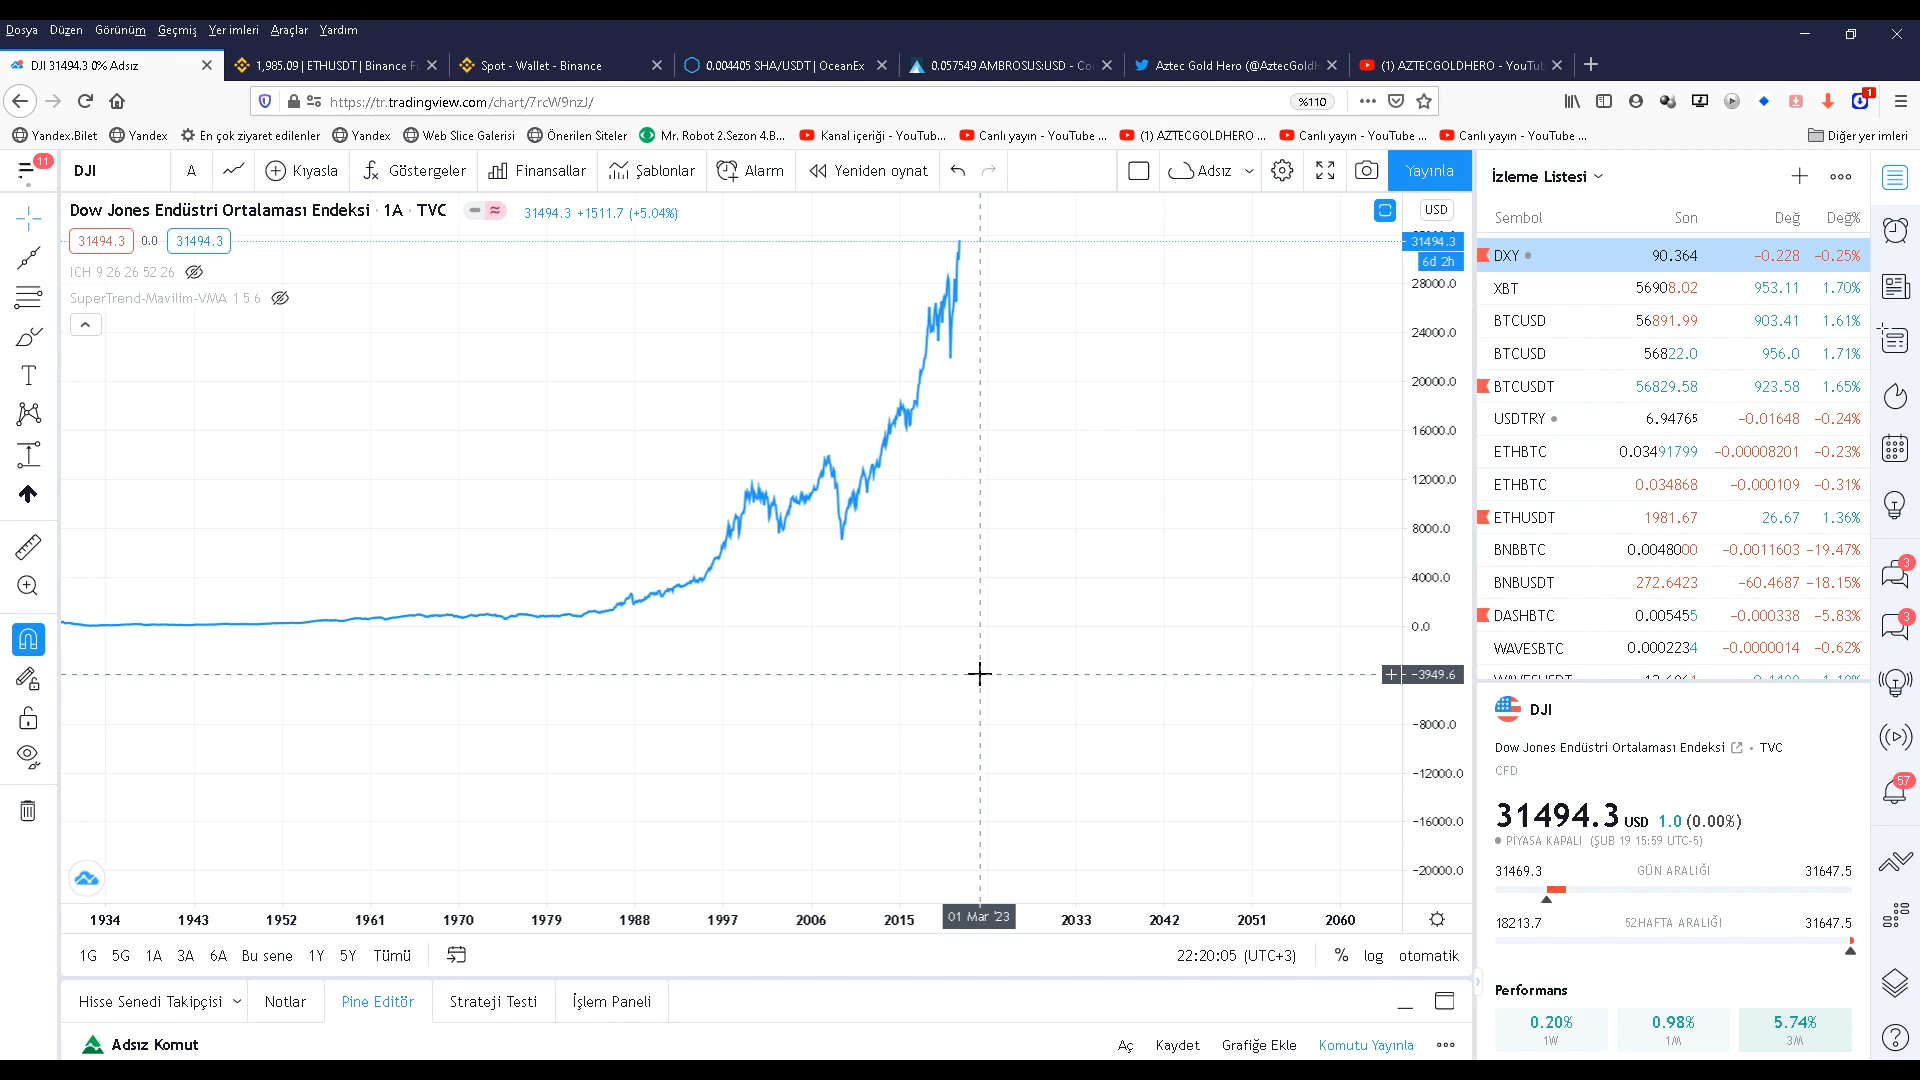 Dosya Düzen Görünüm Geçmiş Yer imleri Araçlar Yardım
DJI 31494.3 0% Adsız
1,985.09 | ETHUSDT | Binance Fu
Spot - Wallet - Binance
0.004405 SHA/USDT | OceanEx
0.057549 AMBROSUS:USD - Co
Aztec Gold Hero (@AztecGoldH
(1) AZTECGOLDHERO - YouTub
https://tr.tradingview.com/chart/7rcW9nzJ/
%110
1
Yandex.Bilet Yandex En çok ziyaret edilenler Yandex Web Slice Galerisi Önerilen Siteler Mr. Robot 2.Sezon 4.B... Kanal içeriği - YouTub... Canlı yayın - YouTube ... (1) AZTECGOLDHERO ... Canlı yayın - YouTube ... Canlı yayın - YouTube ... Diğer yer imleri
11
DJI A Kıyasla Göstergeler Finansallar Şablonlar Alarm Yeniden oynat Adsız Yayınla
Dow Jones Endüstri Ortalaması Endeksi · 1A · TVC
31494.3 +1511.7 (+5.04%)
USD
31494.3 0.0 31494.3
ICH 9 26 26 52 26
SuperTrend-Mavilim-VMA 1 5 6
31494.3
6d 2h
28000.0
24000.0
20000.0
16000.0
12000.0
8000.0
4000.0
0.0
-3949.6
-8000.0
-12000.0
-16000.0
-20000.0
1934 1943 1952 1961 1970 1979 1988 1997 2006 2015 01 Mar '23 2033 2042 2051 2060
1G 5G 1A 3A 6A Bu sene 1Y 5Y Tümü
22:20:05 (UTC+3) % log otomatik
Hisse Senedi Takipçisi Notlar Pine Editör Strateji Testi İşlem Paneli
Adsız Komut
Aç Kaydet Grafiğe Ekle Komutu Yayınla
İzleme Listesi
Sembol Son Değ Değ%
DXY 90.364 -0.228 -0.25%
XBT 56908.02 953.11 1.70%
BTCUSD 56891.99 903.41 1.61%
BTCUSD 56822.0 956.0 1.71%
BTCUSDT 56829.58 923.58 1.65%
USDTRY 6.94765 -0.01648 -0.24%
ETHBTC 0.03491799 -0.00008201 -0.23%
ETHBTC 0.034868 -0.000109 -0.31%
ETHUSDT 1981.67 26.67 1.36%
BNBBTC 0.0048000 -0.0011603 -19.47%
BNBUSDT 272.6423 -60.4687 -18.15%
DASHBTC 0.005455 -0.000338 -5.83%
WAVESBTC 0.0002234 -0.0000014 -0.62%
DJI
Dow Jones Endüstri Ortalaması Endeksi • TVC
CFD
31494.3 USD 1.0 (0.00%)
PİYASA KAPALI (ŞUB 19 15:59 UTC-5)
31469.3 GÜN ARALIĞI 31647.5
18213.7 52HAFTA ARALIĞI 31647.5
Performans
0.20% 0.98% 5.74%
1W 1M 3M
3
3
57